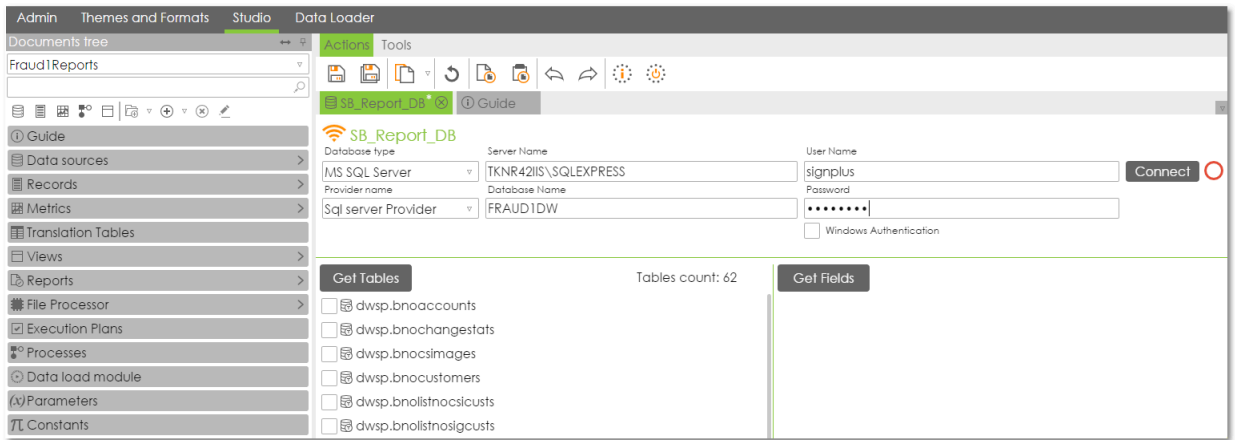 Admin Themes and Formats Studio Data Loader
Documents tree
Fraud1Reports
Guide
Data sources
Records
Metrics
Translation Tables
Views
Reports
File Processor
Execution Plans
Processes
Data load module
(x) Parameters
π Constants
Actions Tools
SB_Report_DB* Guide
SB_Report_DB
Database type Server Name User Name
MS SQL Server TKNR42IIS\SQLEXPRESS signplus Connect
Provider name Database Name Password
Sql server Provider FRAUD1DW ••••••••
Windows Authentication
Get Tables Tables count: 62 Get Fields
dwsp.bnoaccounts
dwsp.bnochangestats
dwsp.bnocsimages
dwsp.bnocustomers
dwsp.bnolistnocsicusts
dwsp.bnolistnosigcusts